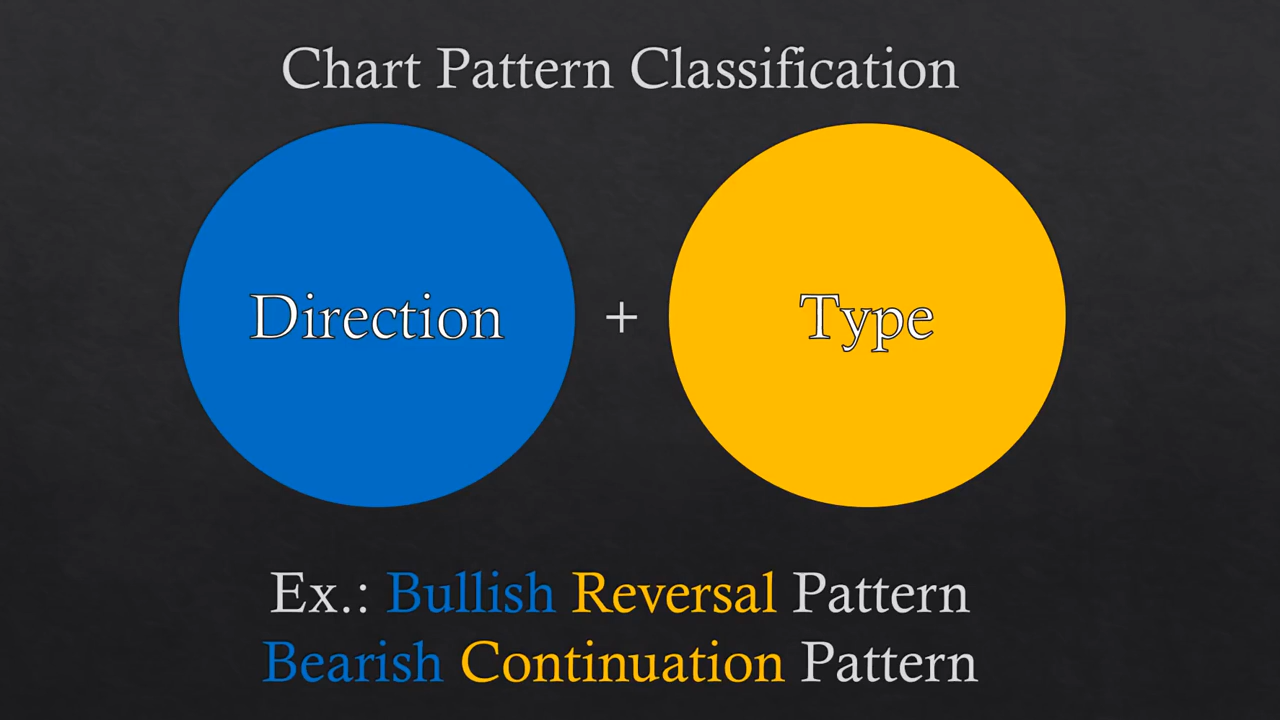 Chart Pattern Classification
Direction + Type
Ex.: Bullish Reversal Pattern
Bearish Continuation Pattern